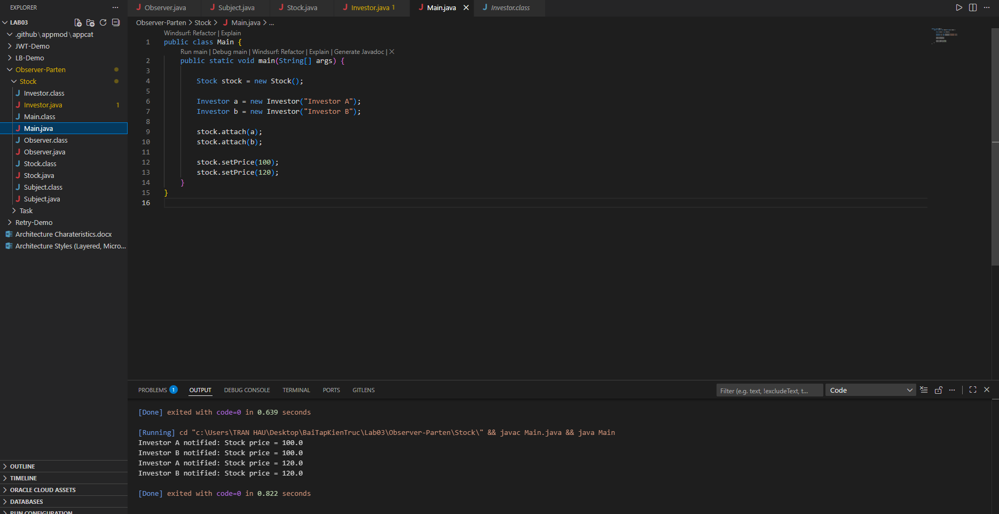 EXPLORER
LAB03
.github\appmod\appcat
JWT-Demo
LB-Demo
Observer-Parten
Stock
Investor.class
Investor.java 1
Main.class
Main.java
Observer.class
Observer.java
Stock.class
Stock.java
Subject.class
Subject.java
Task
Retry-Demo
Architecture Charateristics.docx
Architecture Styles (Layered, Micro...
OUTLINE
TIMELINE
ORACLE CLOUD ASSETS
DATABASES
RUN CONFIGURATION
Observer.java Subject.java Stock.java Investor.java 1 Main.java Investor.class
Observer-Parten > Stock > Main.java > ...
Windsurf: Refactor | Explain
1 public class Main {
Run main | Debug main | Windsurf: Refactor | Explain | Generate Javadoc | ✕
2 public static void main(String[] args) {
3
4 Stock stock = new Stock();
5
6 Investor a = new Investor("Investor A");
7 Investor b = new Investor("Investor B");
8
9 stock.attach(a);
10 stock.attach(b);
11
12 stock.setPrice(100);
13 stock.setPrice(120);
14 }
15 }
16
PROBLEMS 1 OUTPUT DEBUG CONSOLE TERMINAL PORTS GITLENS Filter (e.g. text, !excludeText, t... Code
[Done] exited with code=0 in 0.639 seconds
[Running] cd "c:\Users\TRAN HAU\Desktop\BaiTapKienTruc\Lab03\Observer-Parten\Stock\" && javac Main.java && java Main
Investor A notified: Stock price = 100.0
Investor B notified: Stock price = 100.0
Investor A notified: Stock price = 120.0
Investor B notified: Stock price = 120.0
[Done] exited with code=0 in 0.822 seconds